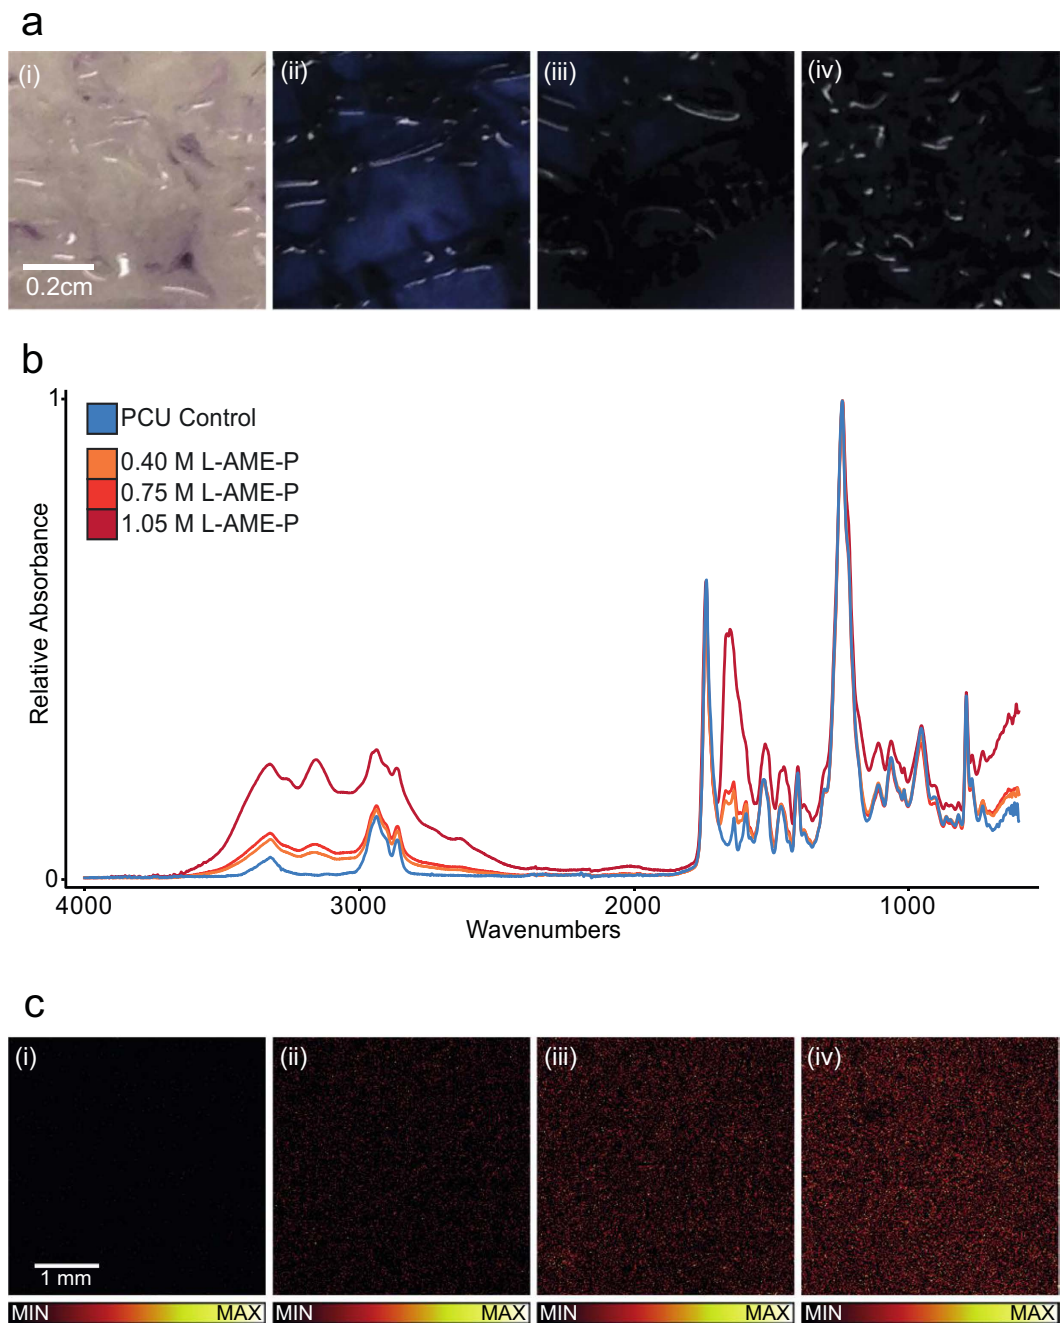 a
(i) (ii) (iii) (iv)
0.2cm
b
1
PCU Control
0.40 M L-AME-P
0.75 M L-AME-P
1.05 M L-AME-P
Relative Absorbance
0
4000 3000 2000 1000
Wavenumbers
c
(i) (ii) (iii) (iv)
1 mm
MIN MAX MIN MAX MIN MAX MIN MAX